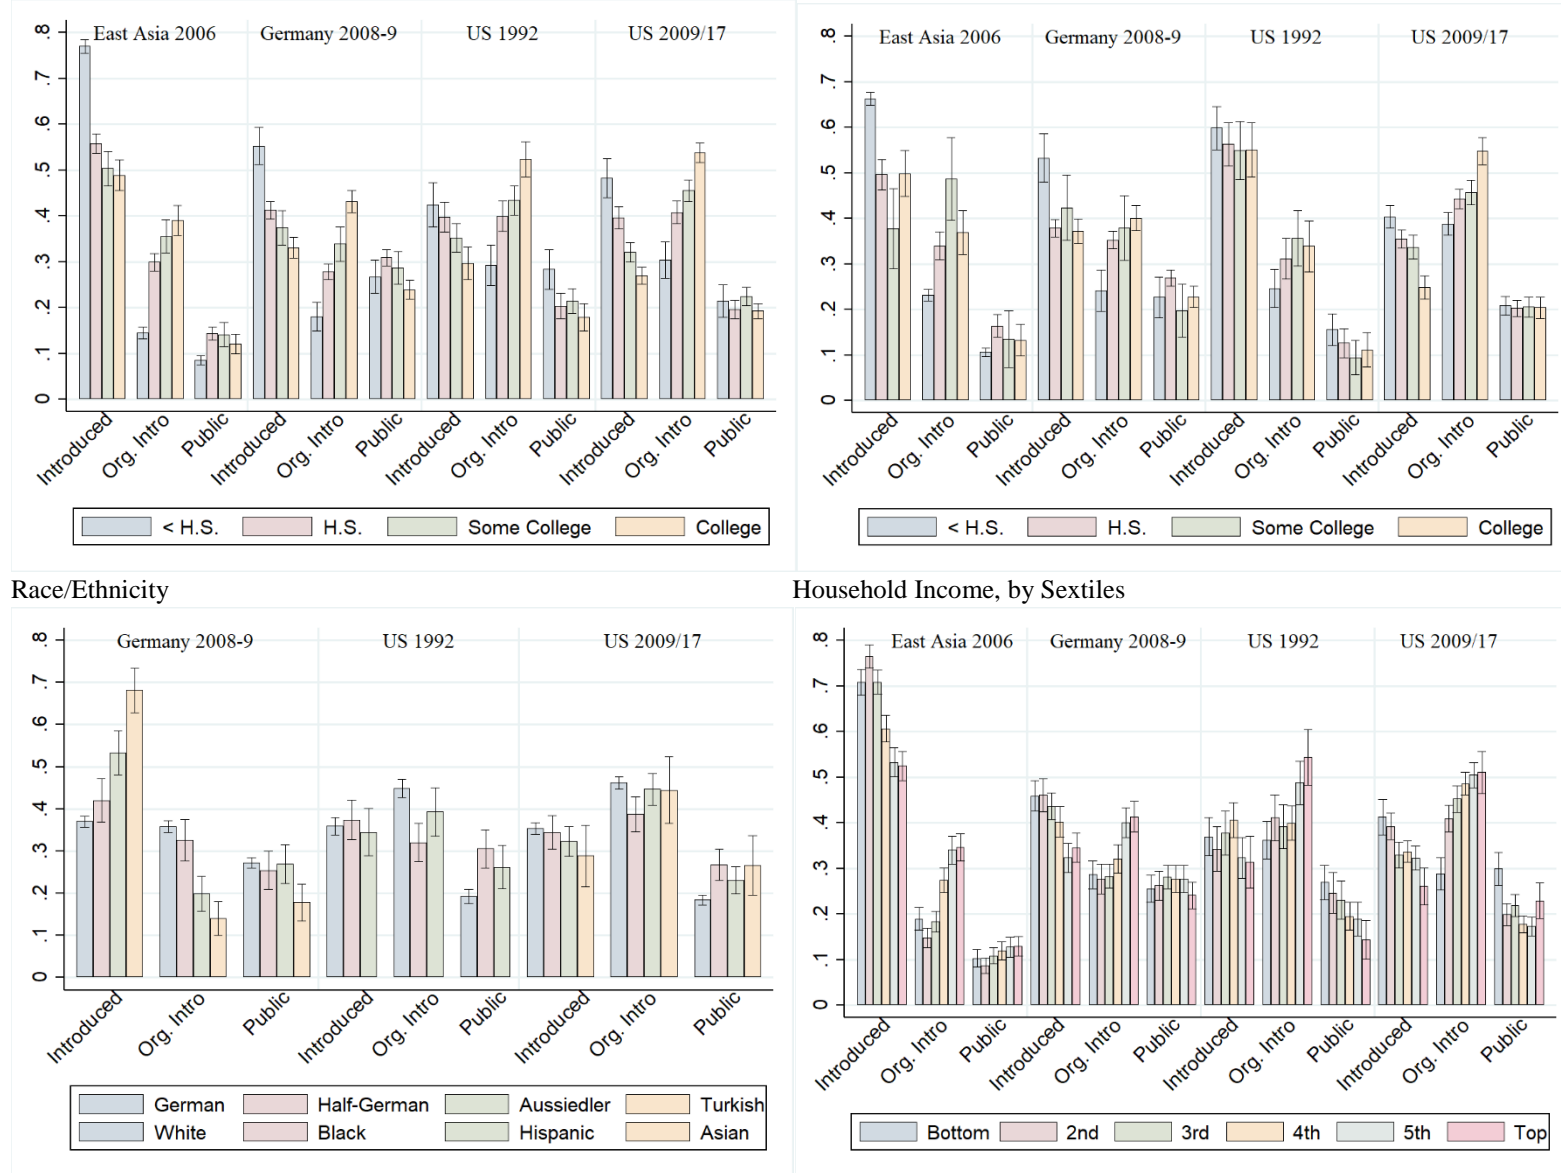 East Asia 2006 Germany 2008-9 US 1992 US 2009/17
.8
.7
.6
.5
.4
.3
.2
.1
0
Introduced Org. Intro Public Introduced Org. Intro Public Introduced Org. Intro Public Introduced Org. Intro Public
< H.S. H.S. Some College College
East Asia 2006 Germany 2008-9 US 1992 US 2009/17
.8
.7
.6
.5
.4
.3
.2
.1
0
Introduced Org. Intro Public Introduced Org. Intro Public Introduced Org. Intro Public Introduced Org. Intro Public
< H.S. H.S. Some College College
Race/Ethnicity
Germany 2008-9 US 1992 US 2009/17
.8
.7
.6
.5
.4
.3
.2
.1
0
Introduced Org. Intro Public Introduced Org. Intro Public Introduced Org. Intro Public
German Half-German Aussiedler Turkish
White Black Hispanic Asian
Household Income, by Sextiles
East Asia 2006 Germany 2008-9 US 1992 US 2009/17
.8
.7
.6
.5
.4
.3
.2
.1
0
Introduced Org. Intro Public Introduced Org. Intro Public Introduced Org. Intro Public Introduced Org. Intro Public
Bottom 2nd 3rd 4th 5th Top